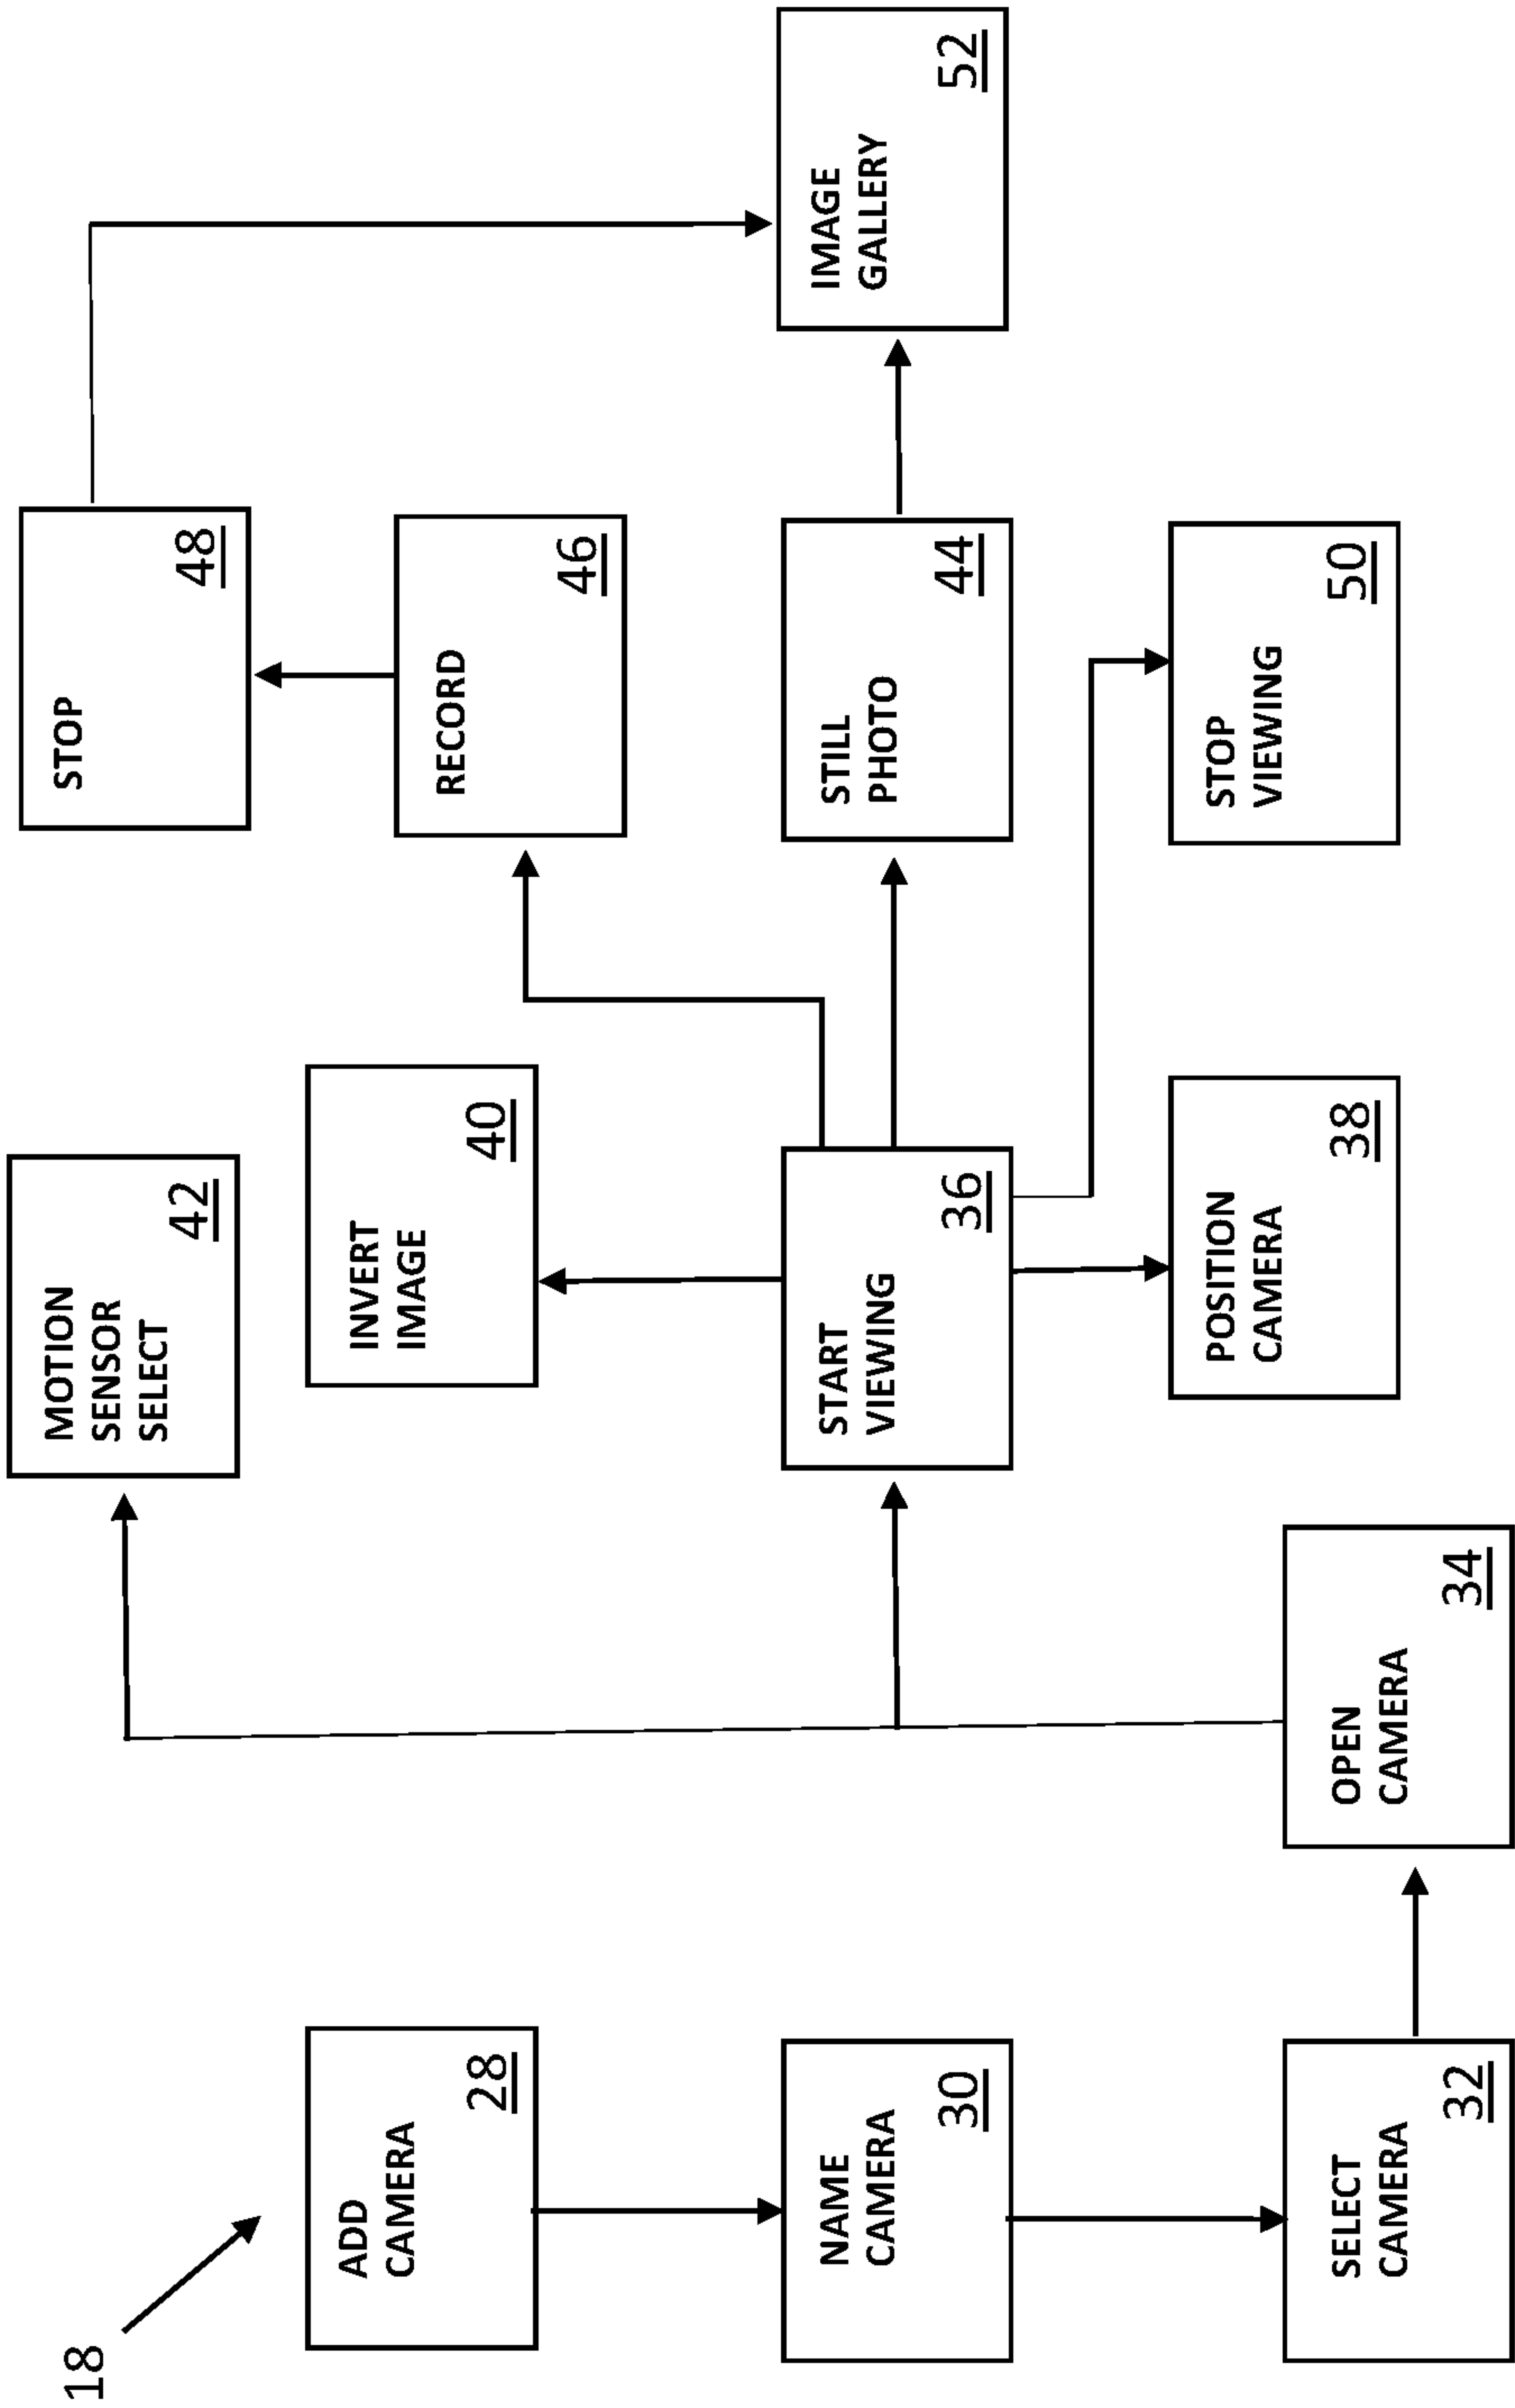 18
ADD
CAMERA
28
NAME
CAMERA
30
SELECT
CAMERA
32
OPEN
CAMERA
34
MOTION
SENSOR
SELECT
42
INVERT
IMAGE
40
START
VIEWING
36
POSITION
CAMERA
38
STOP
48
RECORD
46
STILL
PHOTO
44
STOP
VIEWING
50
IMAGE
GALLERY
52